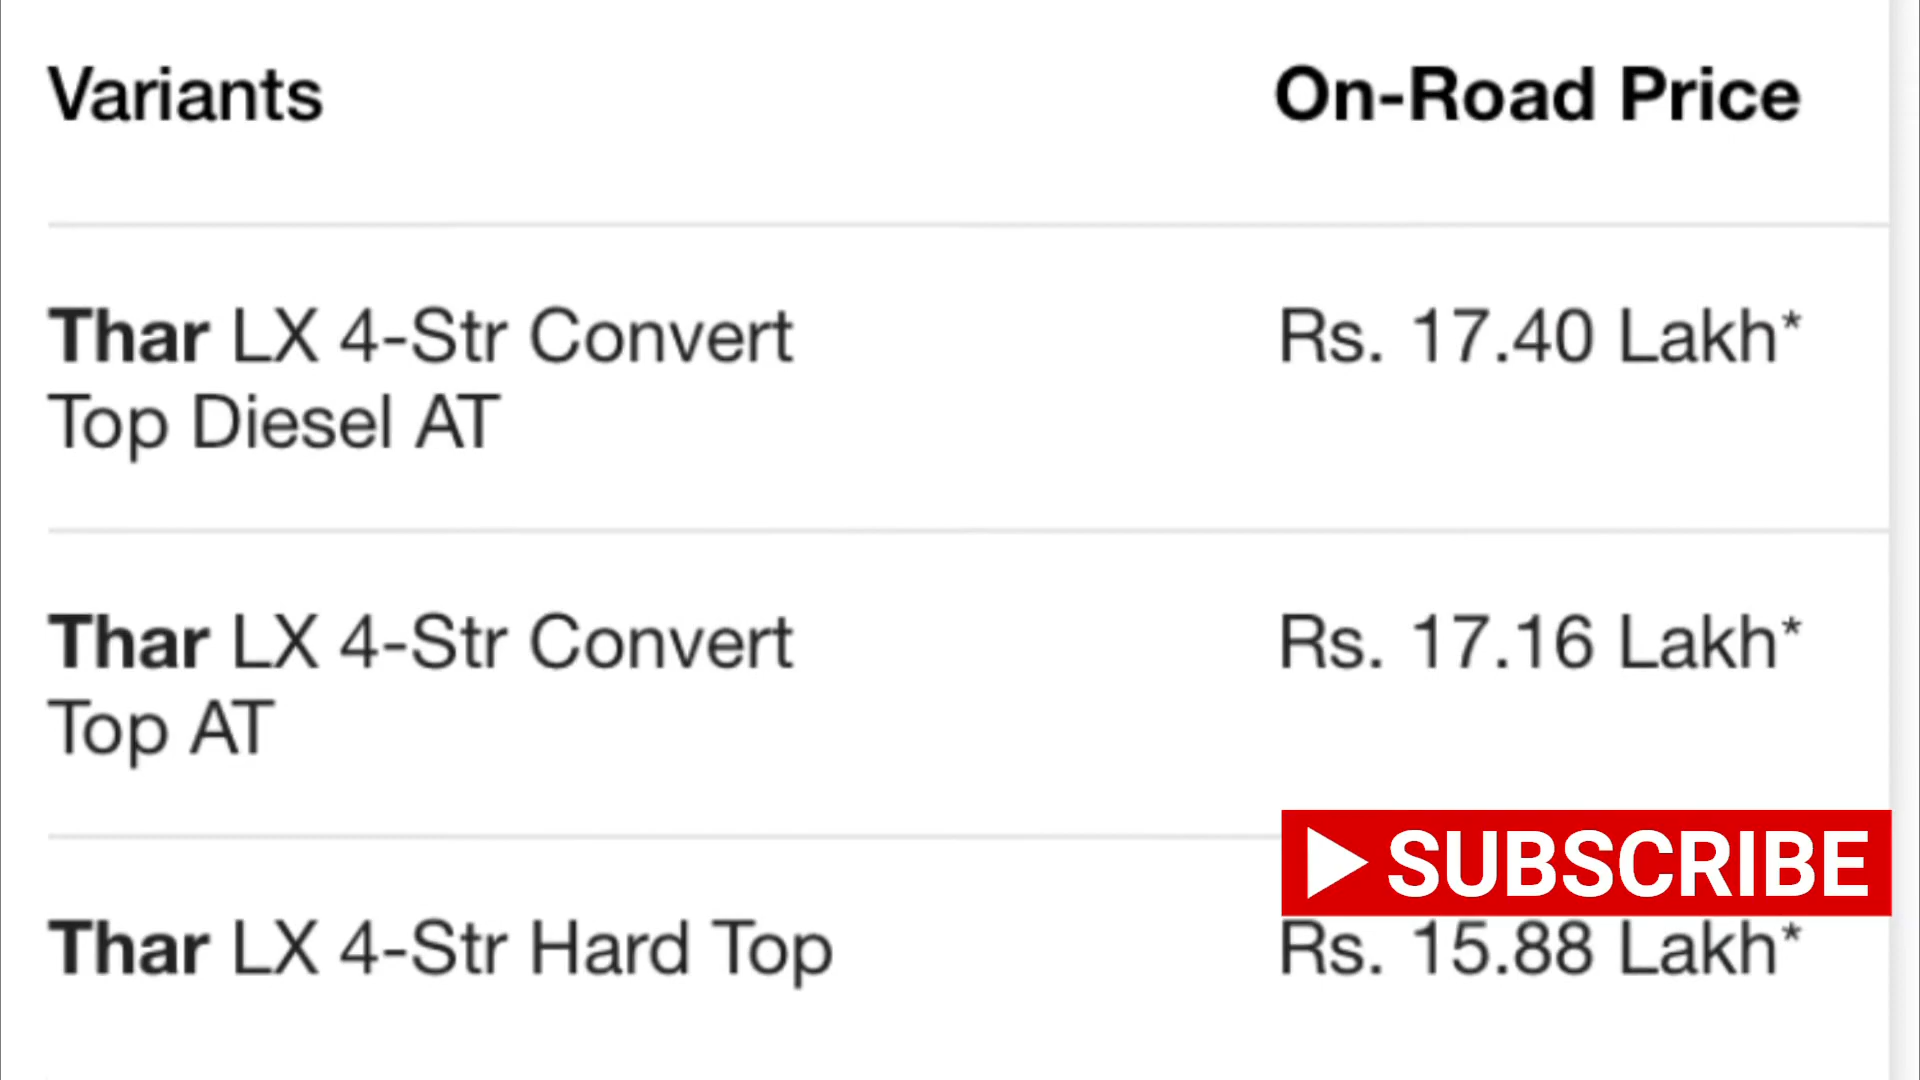 Variants On-Road Price
Thar LX 4-Str Convert Rs. 17.40 Lakh*
Top Diesel AT
Thar LX 4-Str Convert Rs. 17.16 Lakh*
Top AT
SUBSCRIBE
Thar LX 4-Str Hard Top Rs. 15.88 Lakh*